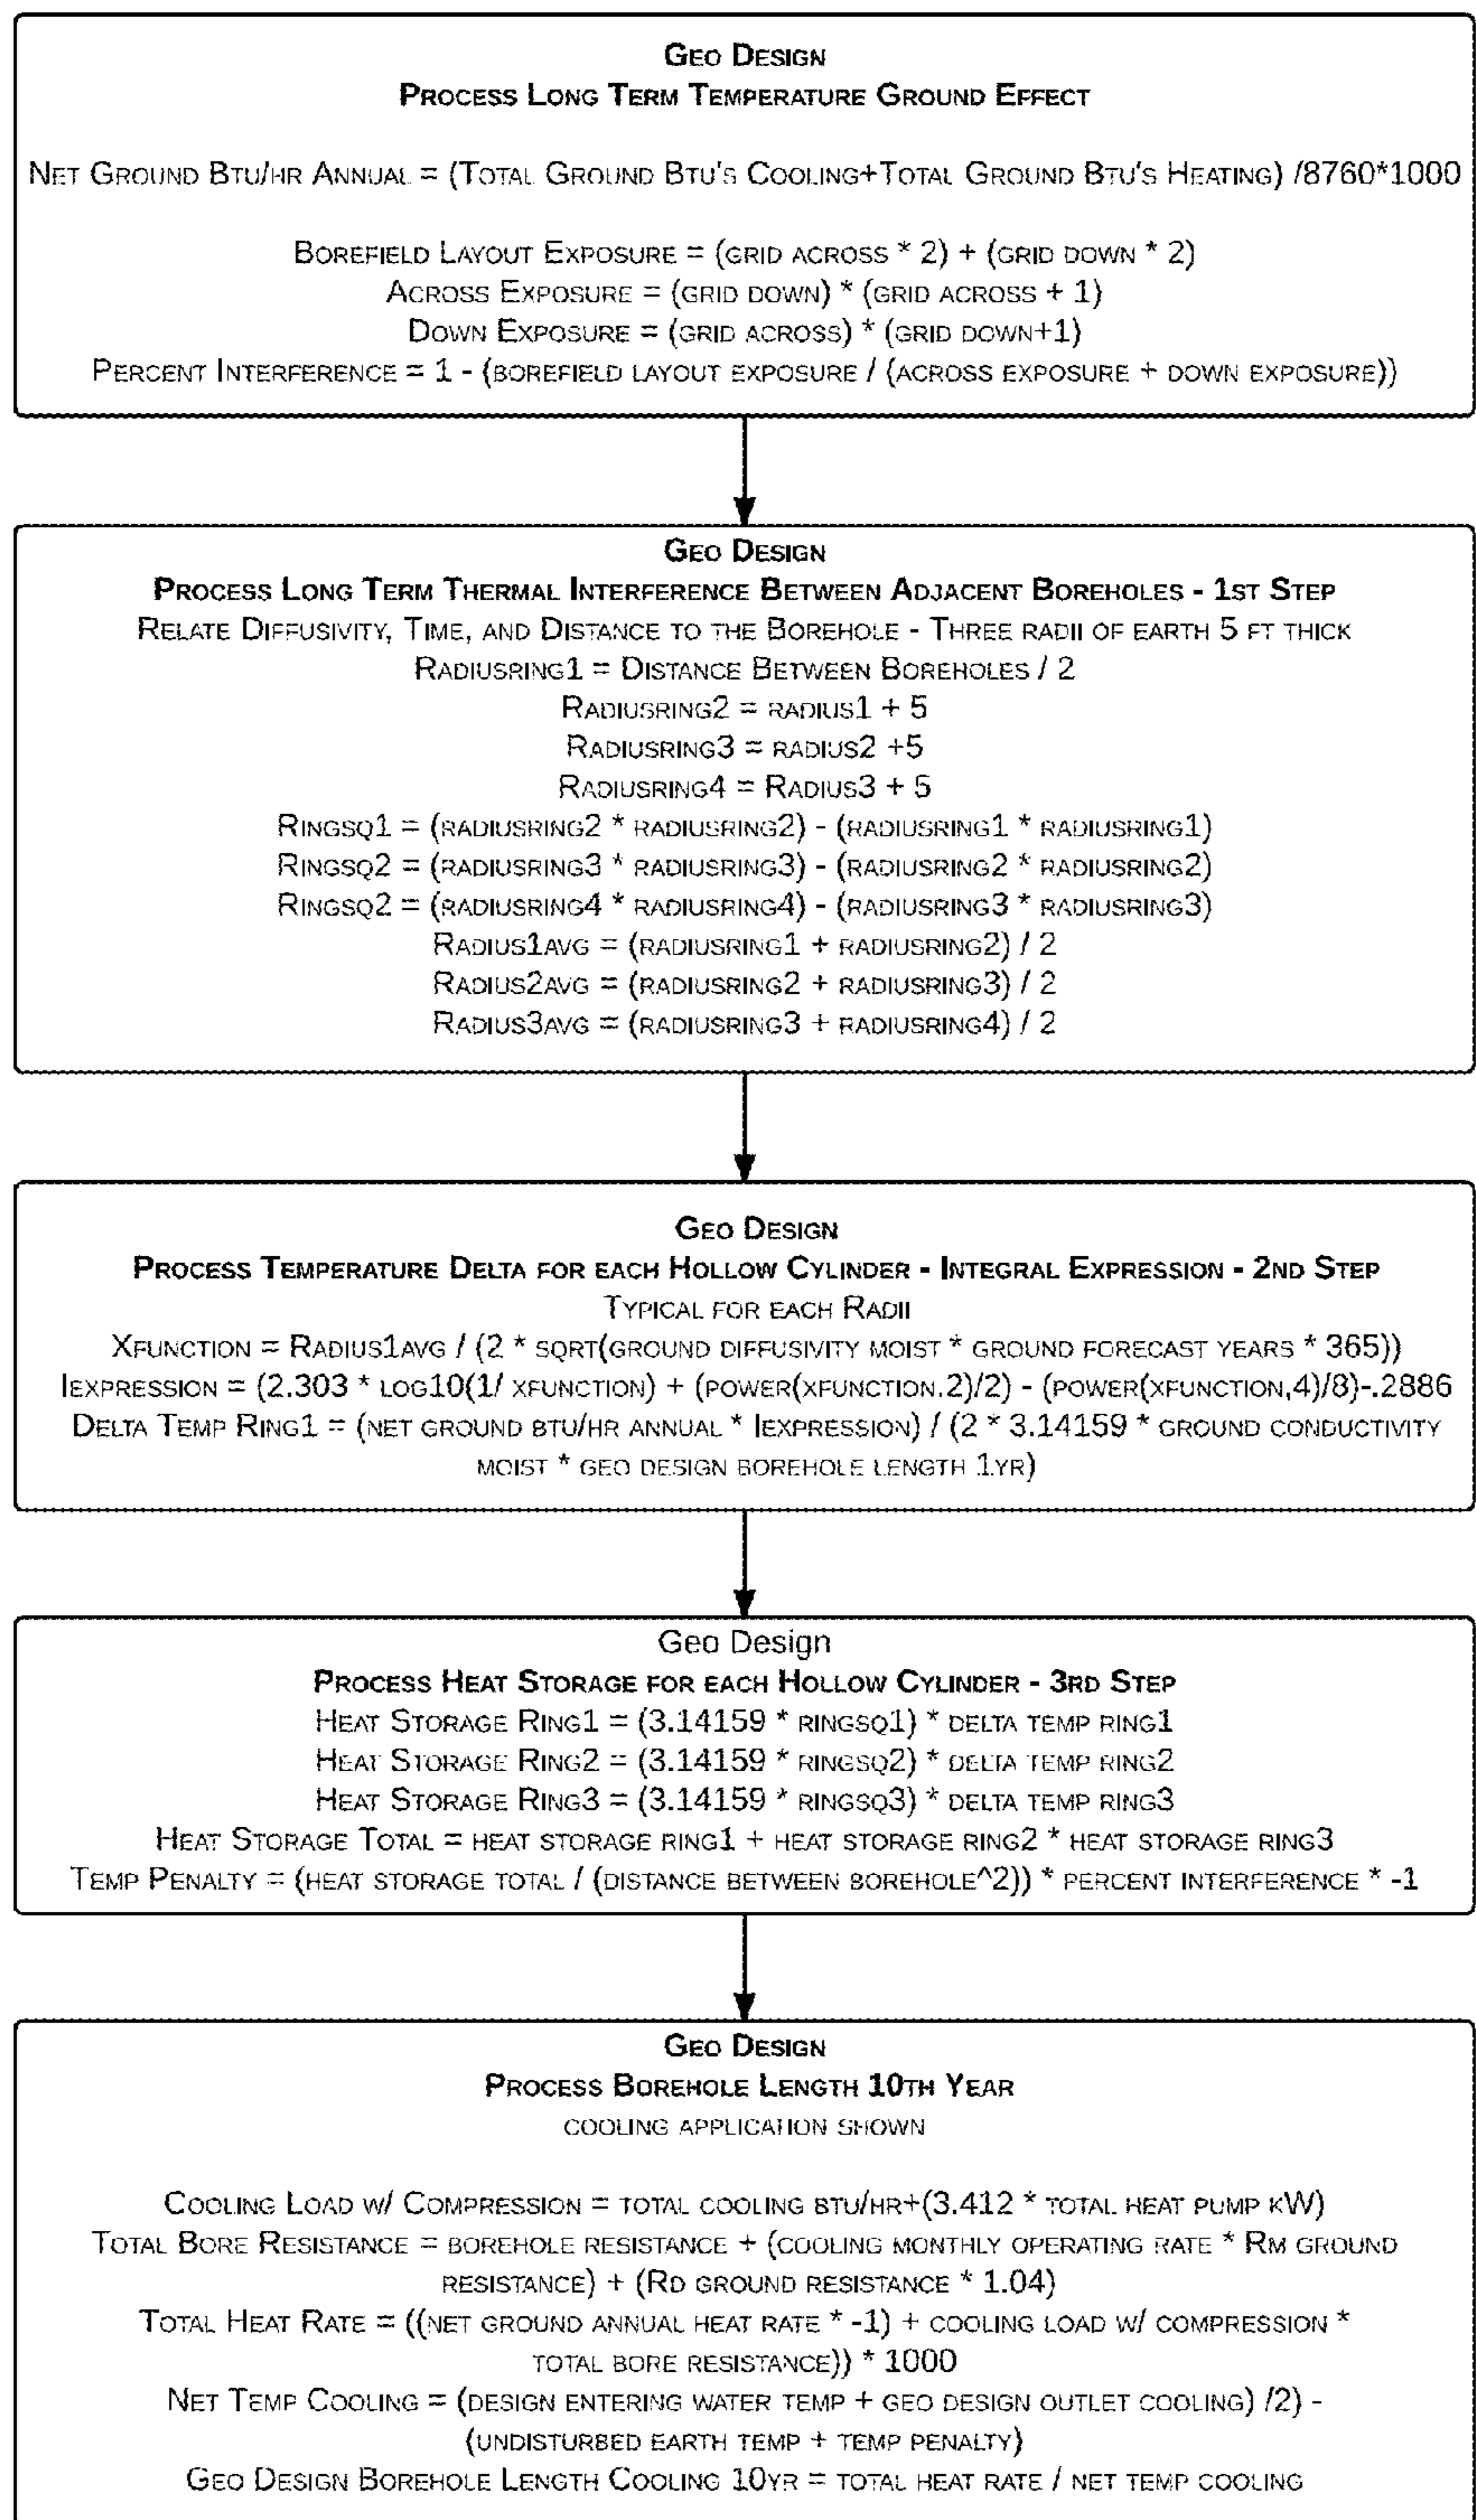 Geo Design
Process Long Term Temperature Ground Effect
Net Ground Btu/hr Annual = (Total Ground Btu's Cooling+Total Ground Btu's Heating) /8760*1000
Borefield Layout Exposure = (grid across * 2) + (grid down * 2)
Across Exposure = (grid down) * (grid across + 1)
Down Exposure = (grid across) * (grid down+1)
Percent Interference = 1 - (borefield layout exposure / (across exposure + down exposure))
Geo Design
Process Long Term Thermal Interference Between Adjacent Boreholes - 1st Step
Relate Diffusivity, Time, and Distance to the Borehole - Three radii of earth 5 ft thick
Radiusring1 = Distance Between Boreholes / 2
Radiusring2 = radius1 + 5
Radiusring3 = radius2 +5
Radiusring4 = Radius3 + 5
Ringsq1 = (radiusring2 * radiusring2) - (radiusring1 * radiusring1)
Ringsq2 = (radiusring3 * radiusring3) - (radiusring2 * radiusring2)
Ringsq2 = (radiusring4 * radiusring4) - (radiusring3 * radiusring3)
Radius1avg = (radiusring1 + radiusring2) / 2
Radius2avg = (radiusring2 + radiusring3) / 2
Radius3avg = (radiusring3 + radiusring4) / 2
Geo Design
Process Temperature Delta for each Hollow Cylinder - Integral Expression - 2nd Step
Typical for each Radii
Xfunction = Radius1avg / (2 * sqrt(ground diffusivity moist * ground forecast years * 365))
Iexpression = (2.303 * log10(1/ xfunction) + (power(xfunction.2)/2) - (power(xfunction,4)/8)-.2886
Delta Temp Ring1 = (net ground btu/hr annual * Iexpression) / (2 * 3.14159 * ground conductivity
moist * geo design borehole length 1yr)
Geo Design
Process Heat Storage for each Hollow Cylinder - 3rd Step
Heat Storage Ring1 = (3.14159 * ringsq1) * delta temp ring1
Heat Storage Ring2 = (3.14159 * ringsq2) * delta temp ring2
Heat Storage Ring3 = (3.14159 * ringsq3) * delta temp ring3
Heat Storage Total = heat storage ring1 + heat storage ring2 * heat storage ring3
Temp Penalty = (heat storage total / (distance between borehole^2)) * percent interference * -1
Geo Design
Process Borehole Length 10th Year
cooling application shown
Cooling Load w/ Compression = total cooling btu/hr+(3.412 * total heat pump kW)
Total Bore Resistance = borehole resistance + (cooling monthly operating rate * Rm ground
resistance) + (Rd ground resistance * 1.04)
Total Heat Rate = ((net ground annual heat rate * -1) + cooling load w/ compression *
total bore resistance)) * 1000
Net Temp Cooling = (design entering water temp + geo design outlet cooling) /2) -
(undisturbed earth temp + temp penalty)
Geo Design Borehole Length Cooling 10yr = total heat rate / net temp cooling